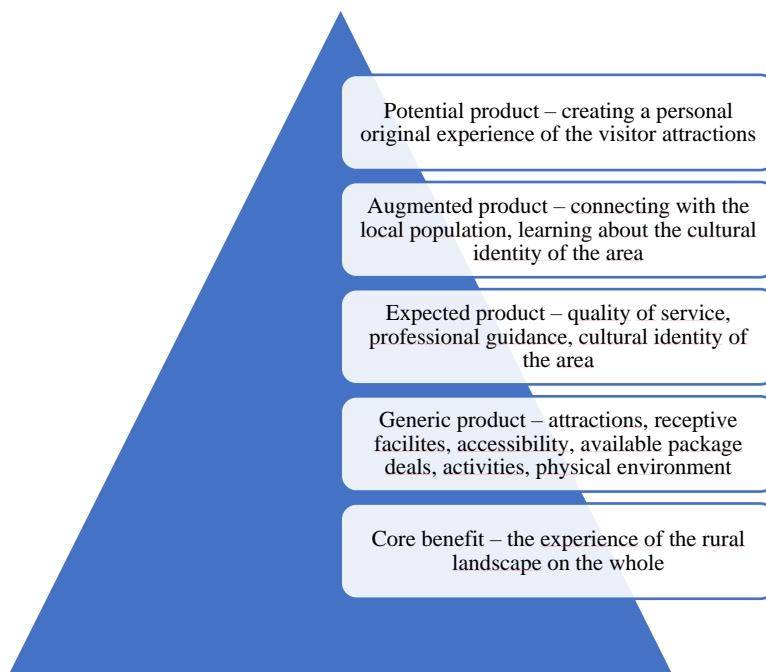 Potential product – creating a personal
original experience of the visitor attractions
Augmented product – connecting with the
local population, learning about the cultural
identity of the area
Expected product – quality of service,
professional guidance, cultural identity of
the area
Generic product – attractions, receptive
facilites, accessibility, available package
deals, activities, physical environment
Core benefit – the experience of the rural
landscape on the whole